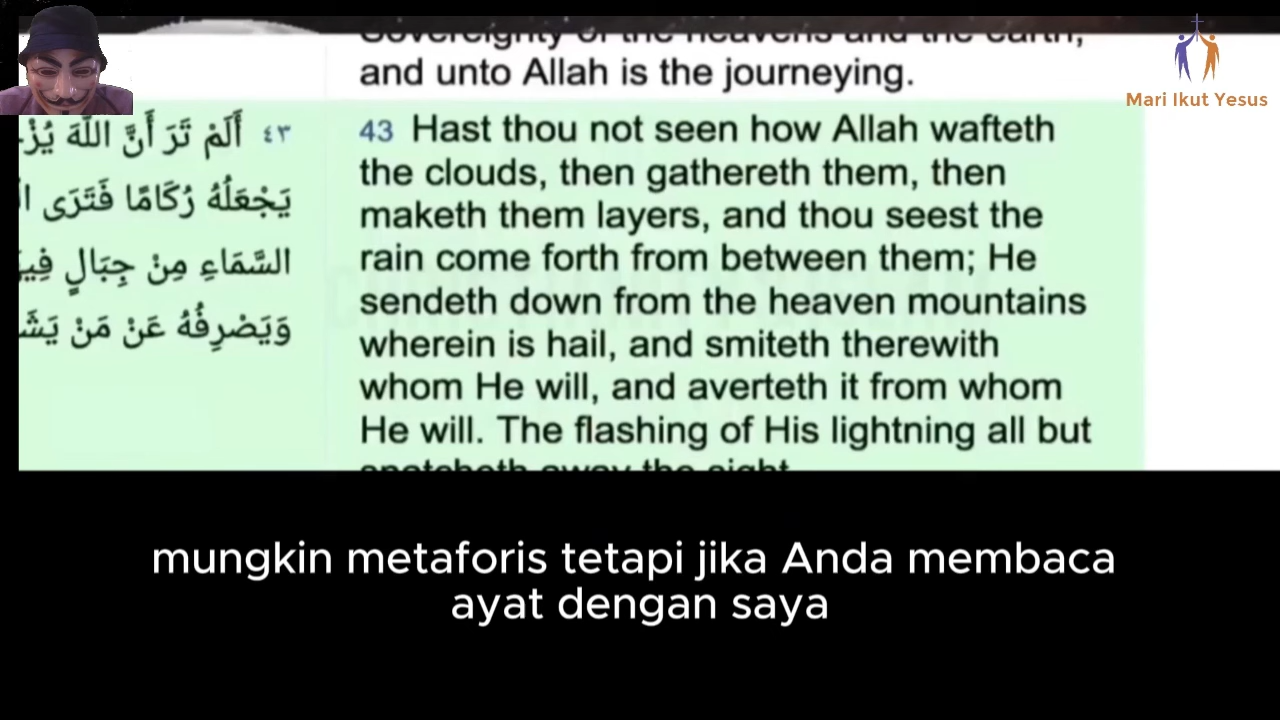 and unto Allah is the journeying.
Mari Ikut Yesus
٤٣ أَلَمْ تَرَ أَنَّ اللَّهَ
يَجْعَلُهُ رُكَامًا فَتَرَى
السَّمَاءِ مِنْ جِبَالٍ
وَيَصْرِفُهُ عَنْ مَنْ
43 Hast thou not seen how Allah wafteth
the clouds, then gathereth them, then
maketh them layers, and thou seest the
rain come forth from between them; He
sendeth down from the heaven mountains
wherein is hail, and smiteth therewith
whom He will, and averteth it from whom
He will. The flashing of His lightning all but
mungkin metaforis tetapi jika Anda membaca
ayat dengan saya